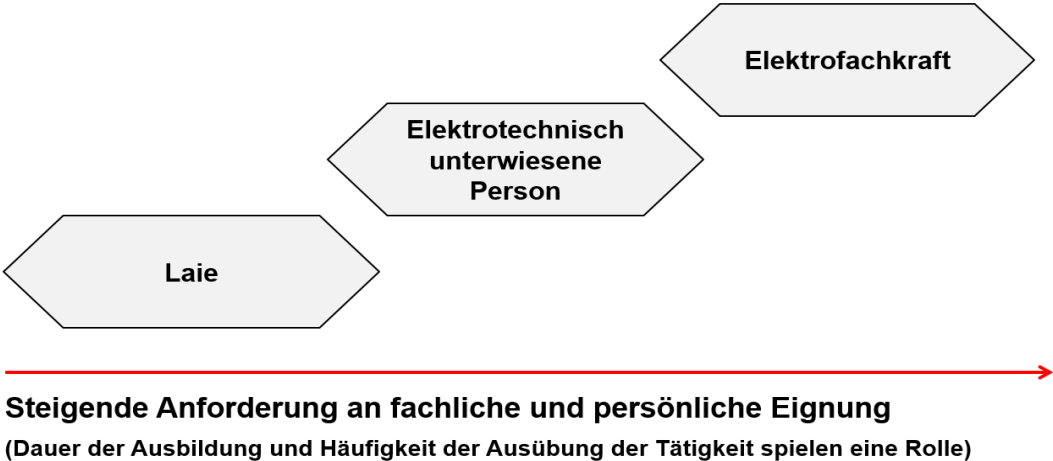 Elektrofachkraft
Elektrotechnisch
unterwiesene
Person
Laie
Steigende Anforderung an fachliche und persönliche Eignung
(Dauer der Ausbildung und Häufigkeit der Ausübung der Tätigkeit spielen eine Rolle)